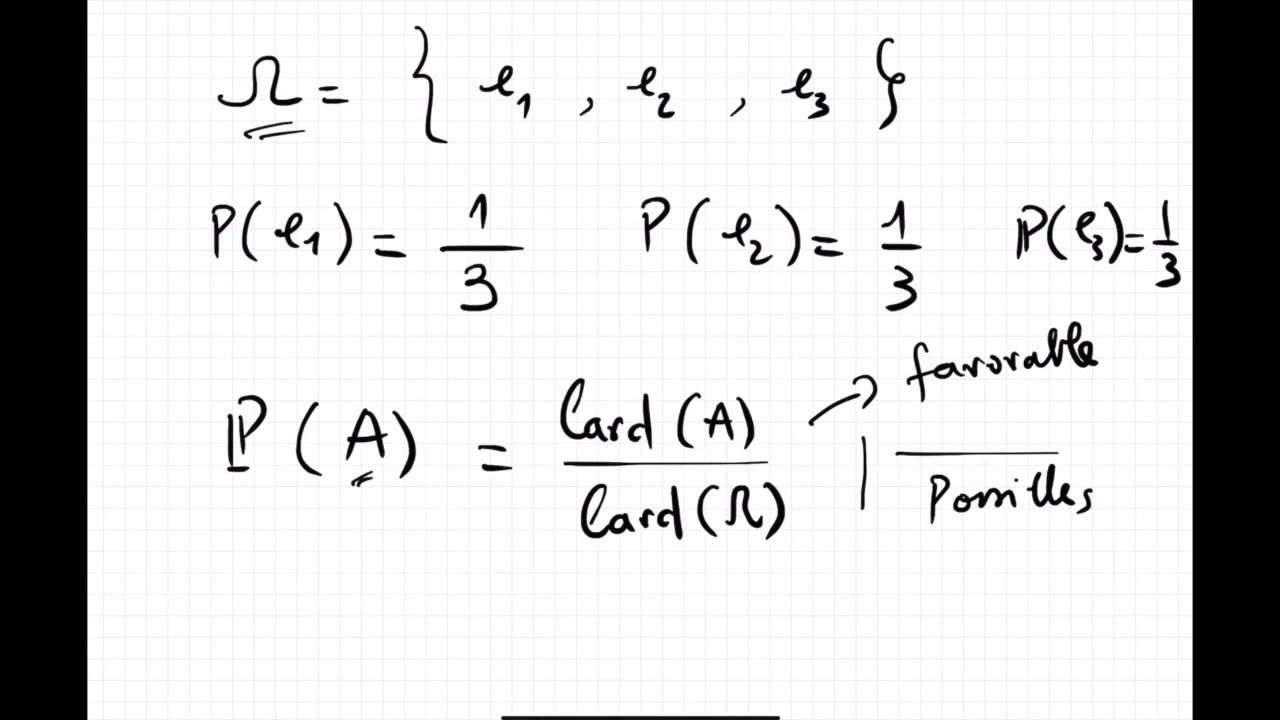 Ω = { e₁ , e₂ , e₃ }
P(e₁) = 1/3 P(e₂) = 1/3 ℙ(e₃) = 1/3
ℙ(A) = Card(A)/Card(Ω) → favorable / Possibles